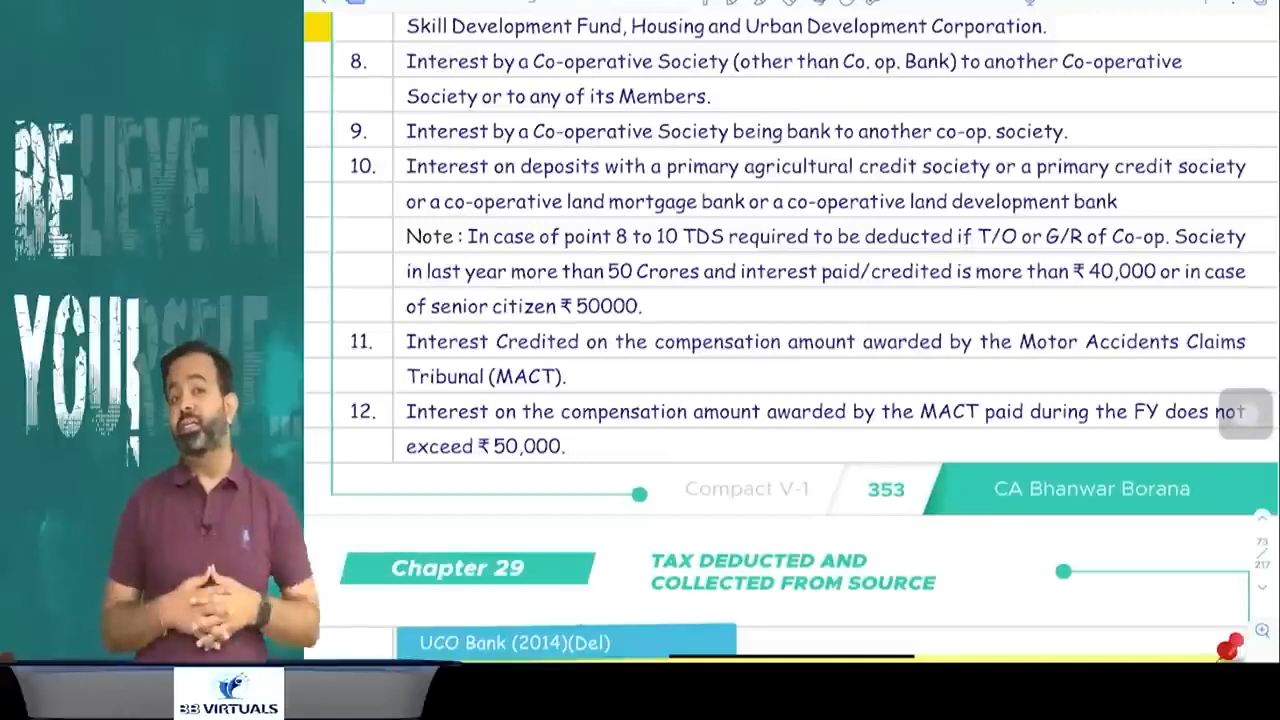 BELIEVE IN
YOURSELF...
Skill Development Fund, Housing and Urban Development Corporation.
8. Interest by a Co-operative Society (other than Co. op. Bank) to another Co-operative
Society or to any of its Members.
9. Interest by a Co-operative Society being bank to another co-op. society.
10. Interest on deposits with a primary agricultural credit society or a primary credit society
or a co-operative land mortgage bank or a co-operative land development bank
Note : In case of point 8 to 10 TDS required to be deducted if T/O or G/R of Co-op. Society
in last year more than 50 Crores and interest paid/credited is more than ₹ 40,000 or in case
of senior citizen ₹ 50000.
11. Interest Credited on the compensation amount awarded by the Motor Accidents Claims
Tribunal (MACT).
12. Interest on the compensation amount awarded by the MACT paid during the FY does not
exceed ₹ 50,000.
Compact V-1 353 CA Bhanwar Borana
73
217
Chapter 29
TAX DEDUCTED AND
COLLECTED FROM SOURCE
UCO Bank (2014)(Del)
BB VIRTUALS